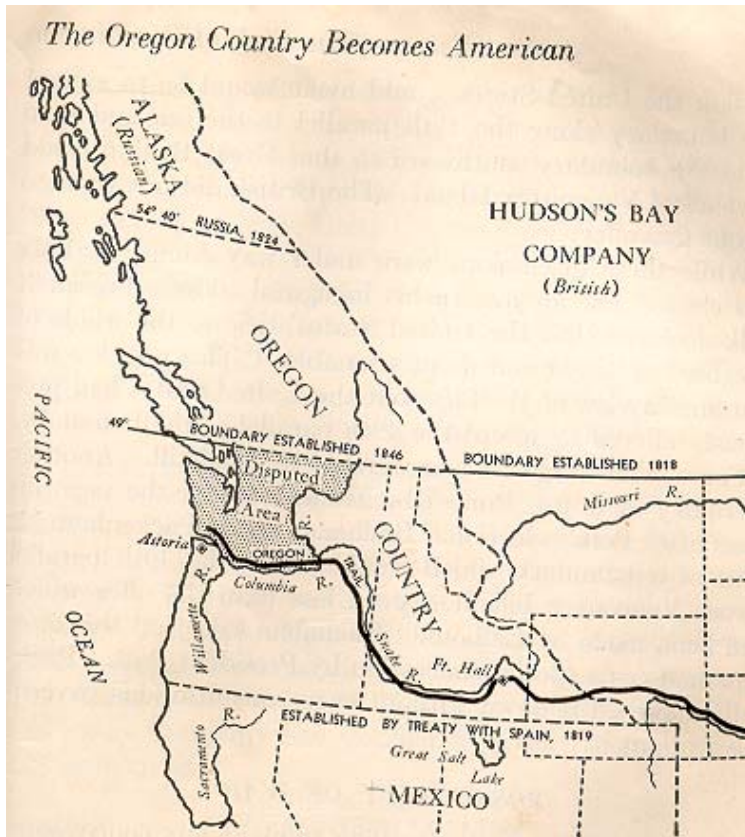 The Oregon Country Becomes American
ALASKA
(Russian)
54° 40' RUSSIA, 1824
HUDSON'S BAY
COMPANY
(British)
OREGON
COUNTRY
PACIFIC
OCEAN
49°
BOUNDARY ESTABLISHED 1846
BOUNDARY ESTABLISHED 1818
Disputed
Area
Missouri R.
Astoria
OREGON
TRAIL
Columbia R.
R.
Willamette
Snake
R.
Ft. Hall
ESTABLISHED BY TREATY WITH SPAIN, 1819
R.
Sacramento
Great Salt
Lake
MEXICO